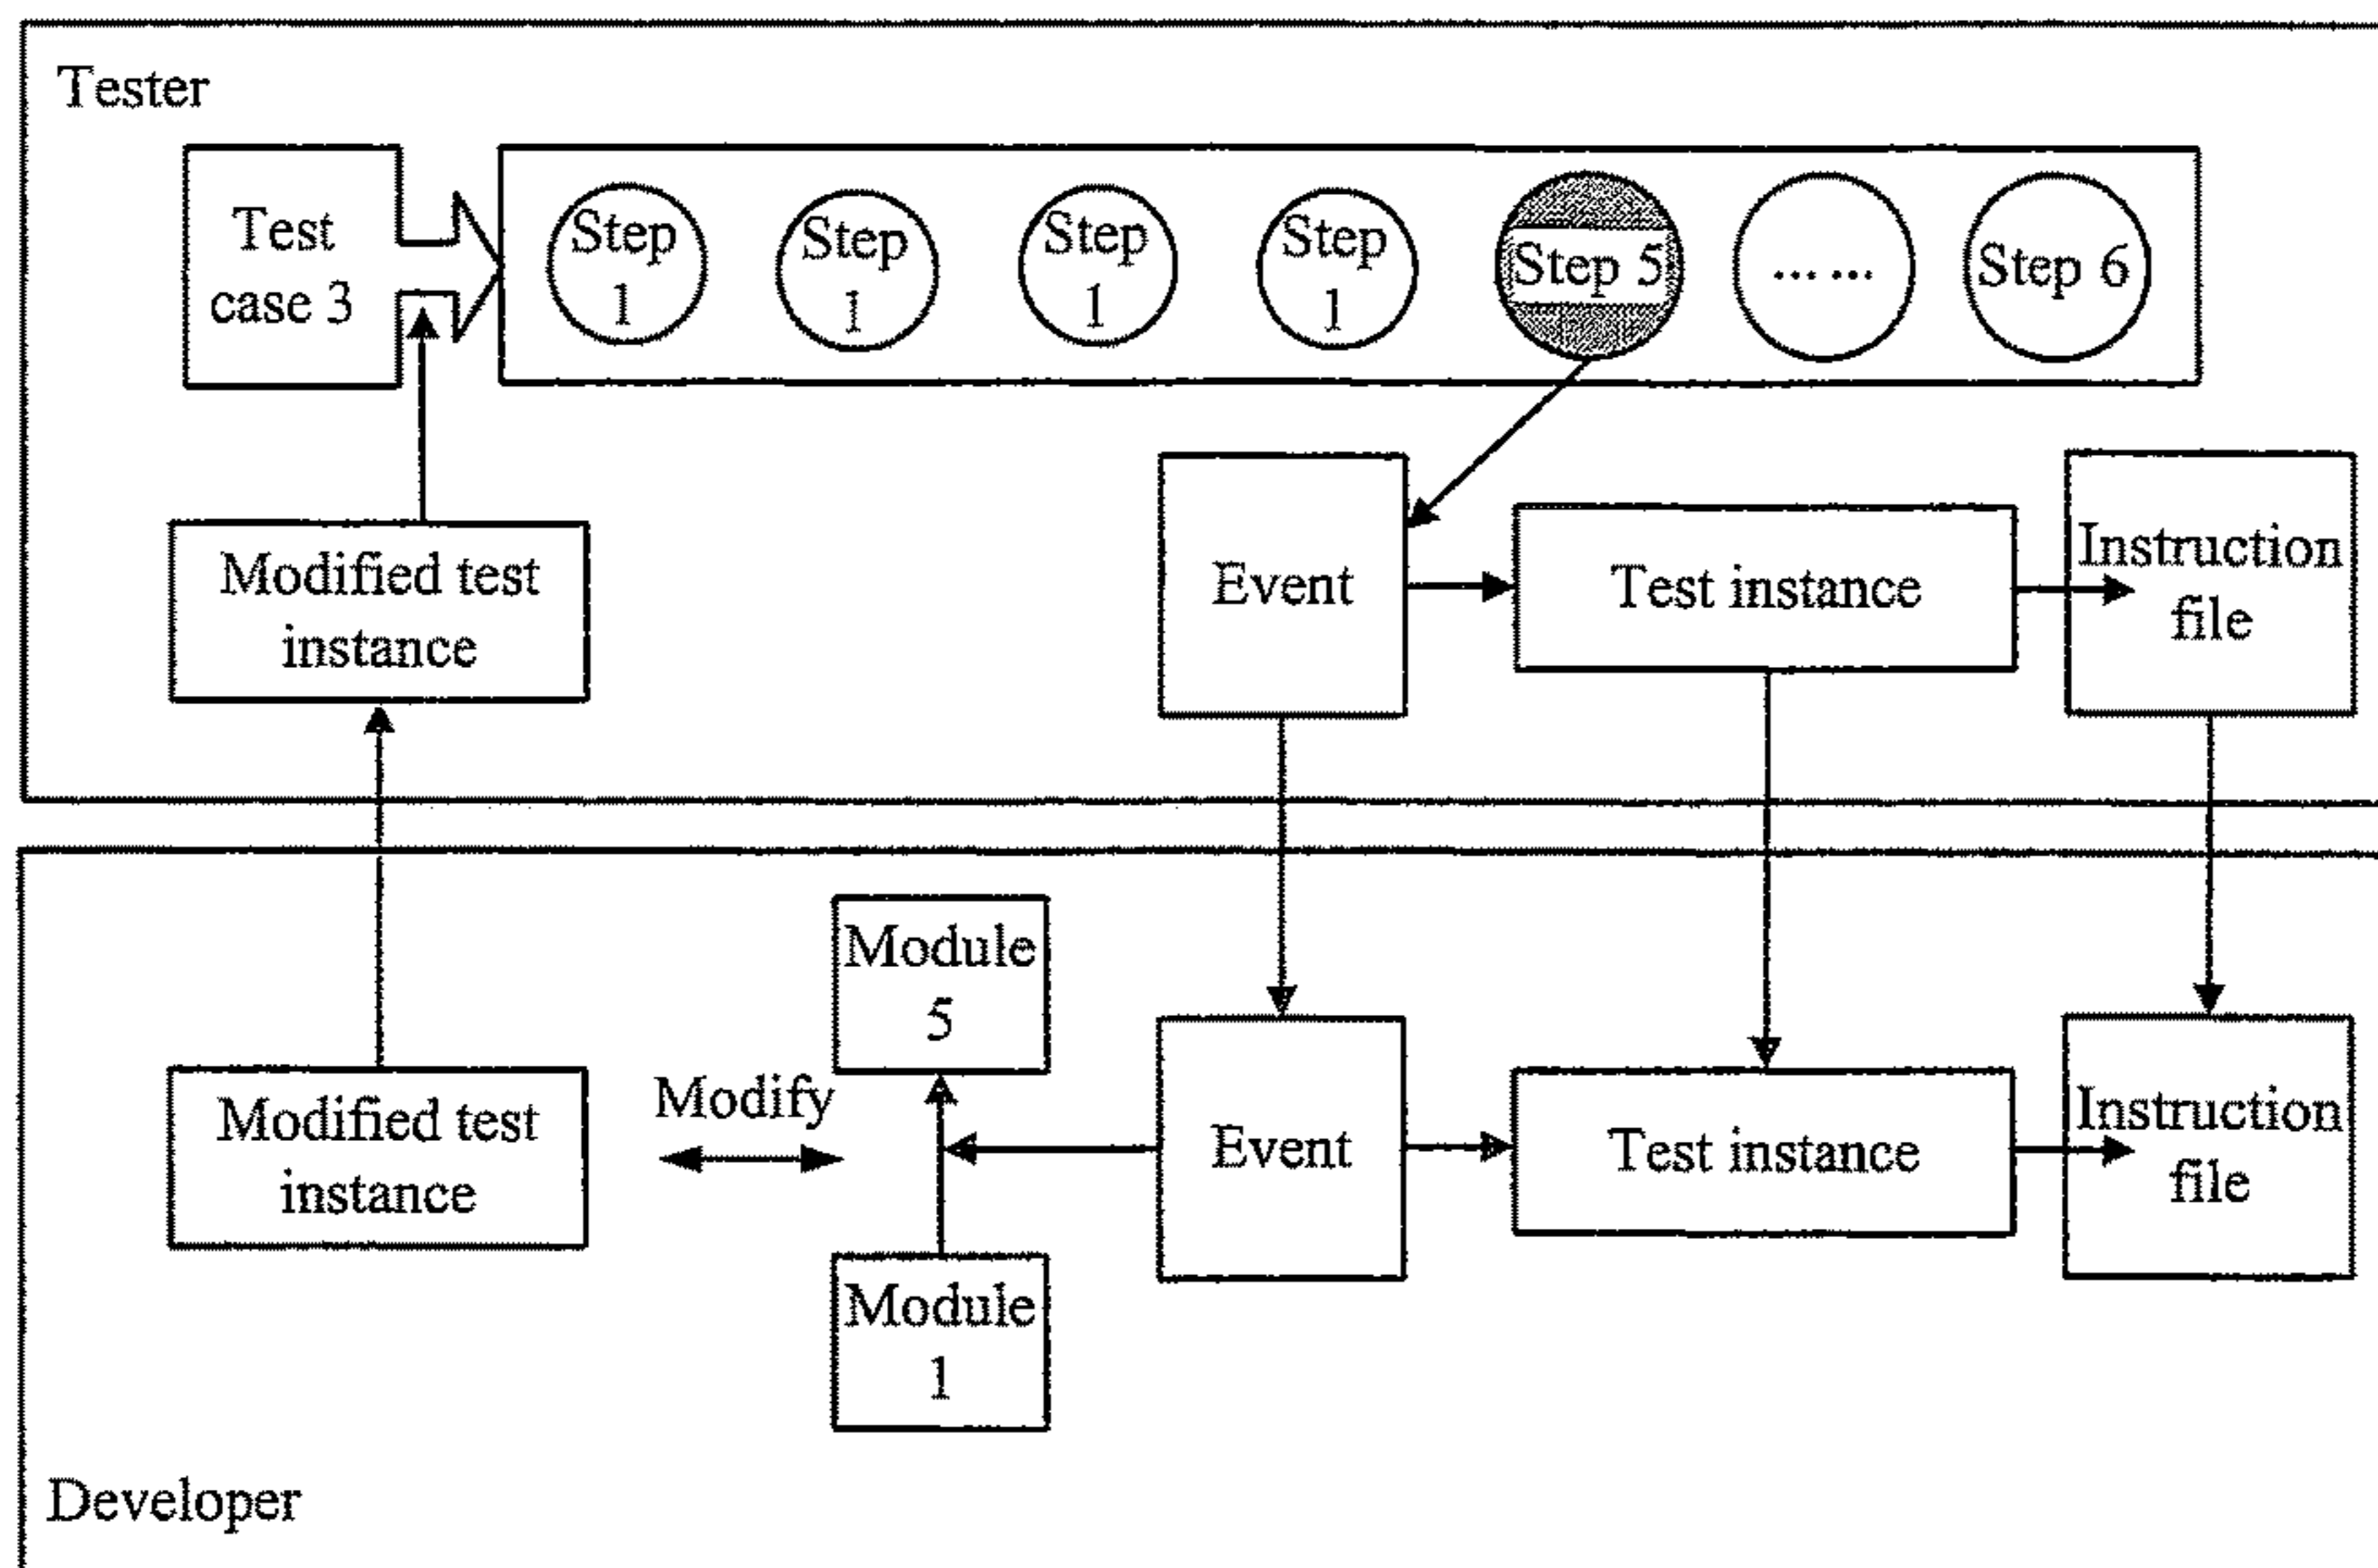 Tester
Test
case 3
Step
1
Step
1
Step
1
Step
1
Step 5
... ...
Step 6
Modified test
instance
Event
Test instance
Instruction
file
Module
5
Modified test
instance
Modify
Event
Test instance
Instruction
file
Module
1
Developer